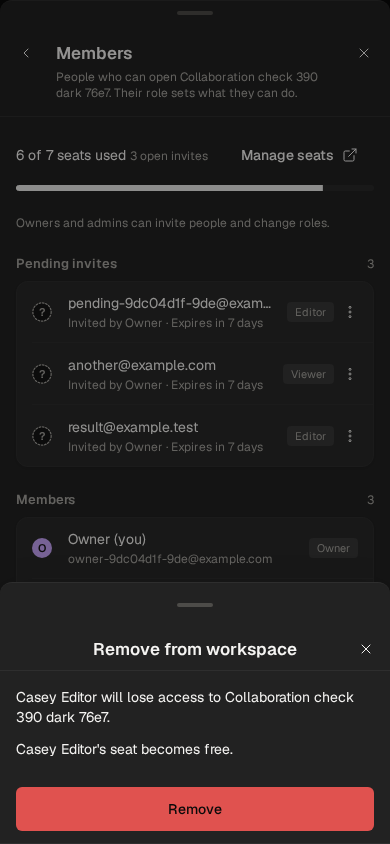 Members
People who can open Collaboration check 390
dark 76e7. Their role sets what they can do.
6 of 7 seats used 3 open invites Manage seats
Owners and admins can invite people and change roles.
Pending invites 3
? pending-9dc04d1f-9de@exam... Editor
Invited by Owner · Expires in 7 days
? another@example.com Viewer
Invited by Owner · Expires in 7 days
? result@example.test Editor
Invited by Owner · Expires in 7 days
Members 3
O Owner (you) Owner
owner-9dc04d1f-9de@example.com
Remove from workspace
Casey Editor will lose access to Collaboration check
390 dark 76e7.
Casey Editor's seat becomes free.
Remove